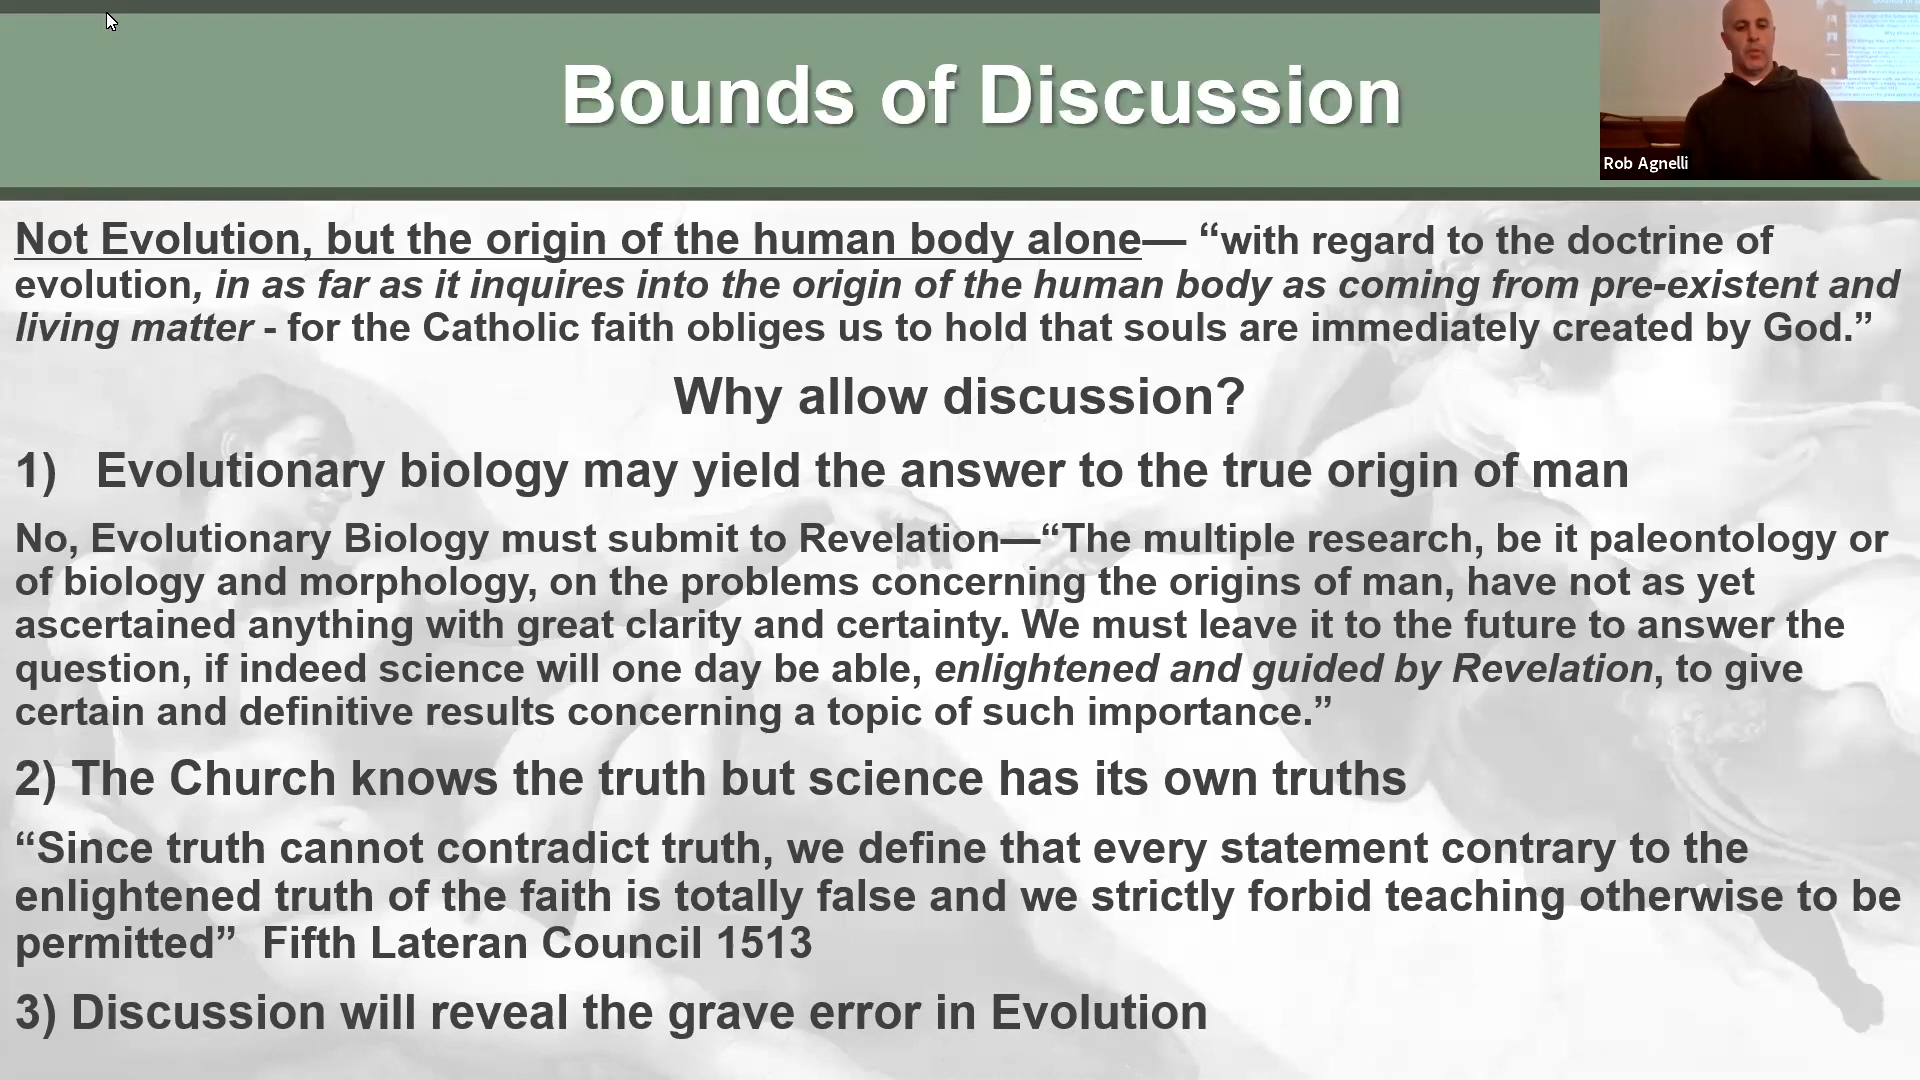 Bounds of Discussion
Rob Agnelli
Not Evolution, but the origin of the human body alone— “with regard to the doctrine of
evolution, in as far as it inquires into the origin of the human body as coming from pre-existent and
living matter - for the Catholic faith obliges us to hold that souls are immediately created by God.”
Why allow discussion?
1) Evolutionary biology may yield the answer to the true origin of man
No, Evolutionary Biology must submit to Revelation—“The multiple research, be it paleontology or
of biology and morphology, on the problems concerning the origins of man, have not as yet
ascertained anything with great clarity and certainty. We must leave it to the future to answer the
question, if indeed science will one day be able, enlightened and guided by Revelation, to give
certain and definitive results concerning a topic of such importance.”
2) The Church knows the truth but science has its own truths
“Since truth cannot contradict truth, we define that every statement contrary to the
enlightened truth of the faith is totally false and we strictly forbid teaching otherwise to be
permitted” Fifth Lateran Council 1513
3) Discussion will reveal the grave error in Evolution